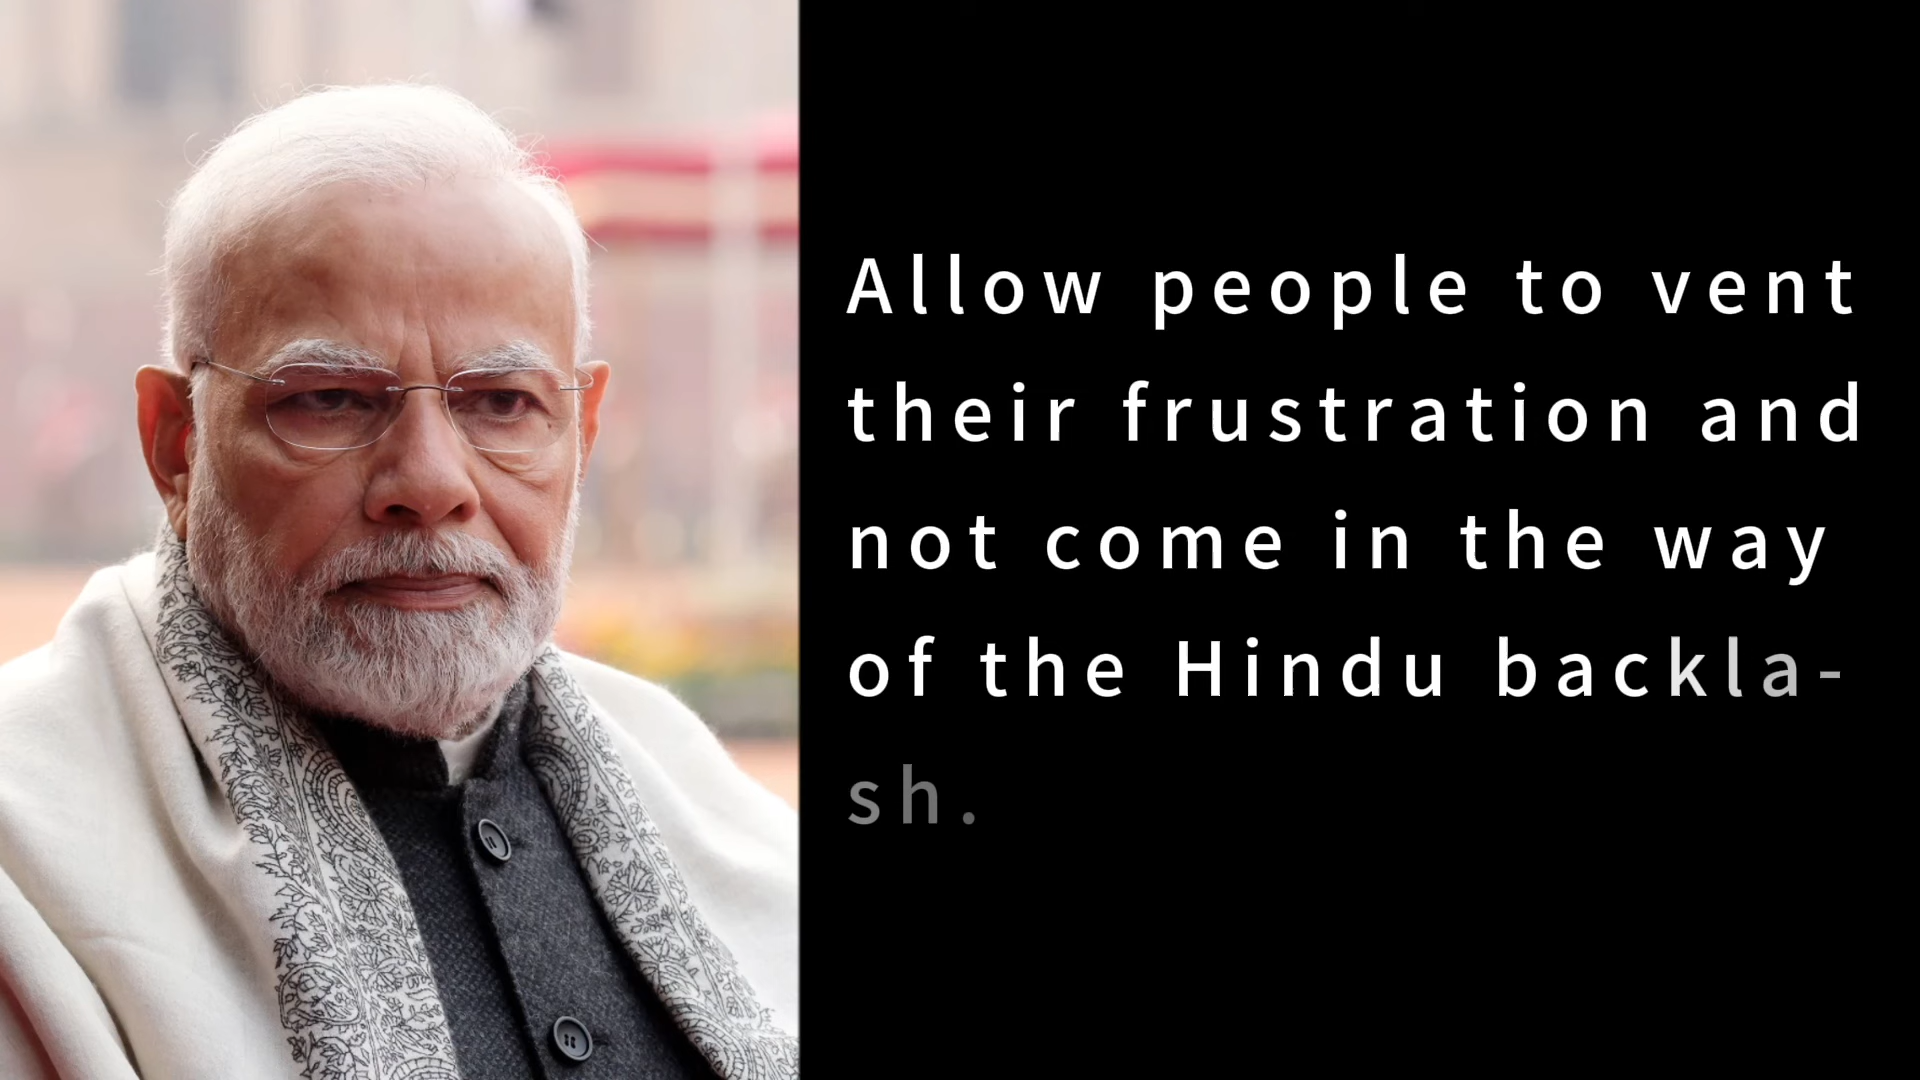 Allow people to vent
their frustration and
not come in the way
of the Hindu backla-
sh.